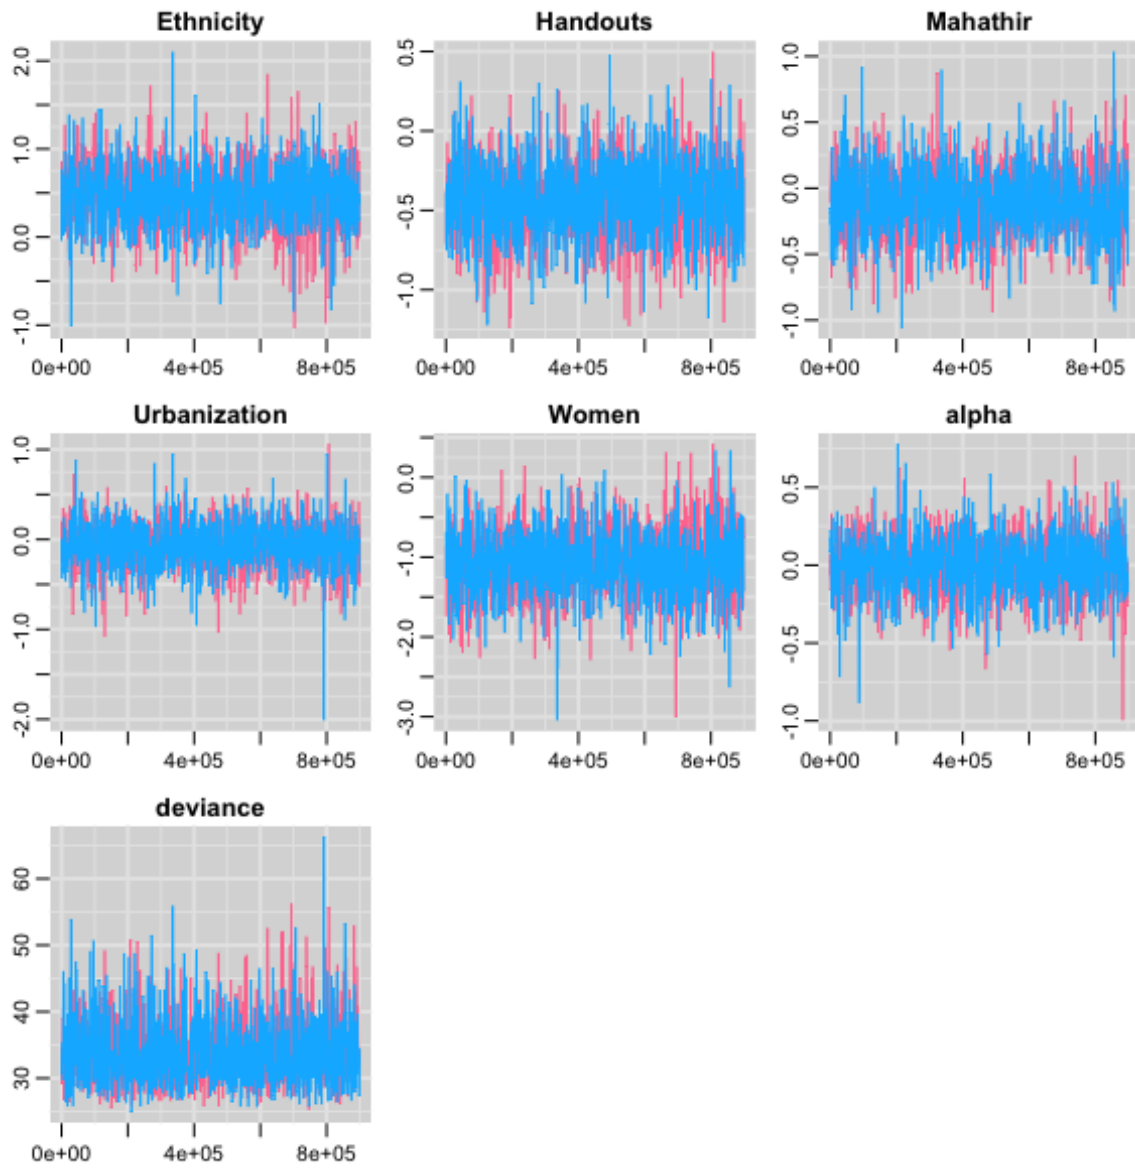 Ethnicity Handouts Mahathir
2.0 1.0 0.0 -1.0
0.5 0.0 -0.5 -1.0
1.0 0.5 0.0 -0.5 -1.0
0e+00 4e+05 8e+05 0e+00 4e+05 8e+05 0e+00 4e+05 8e+05
Urbanization Women alpha
1.0 0.0 -1.0 -2.0
0.0 -1.0 -2.0 -3.0
0.5 0.0 -0.5 -1.0
0e+00 4e+05 8e+05 0e+00 4e+05 8e+05 0e+00 4e+05 8e+05
deviance
60 50 40 30
0e+00 4e+05 8e+05